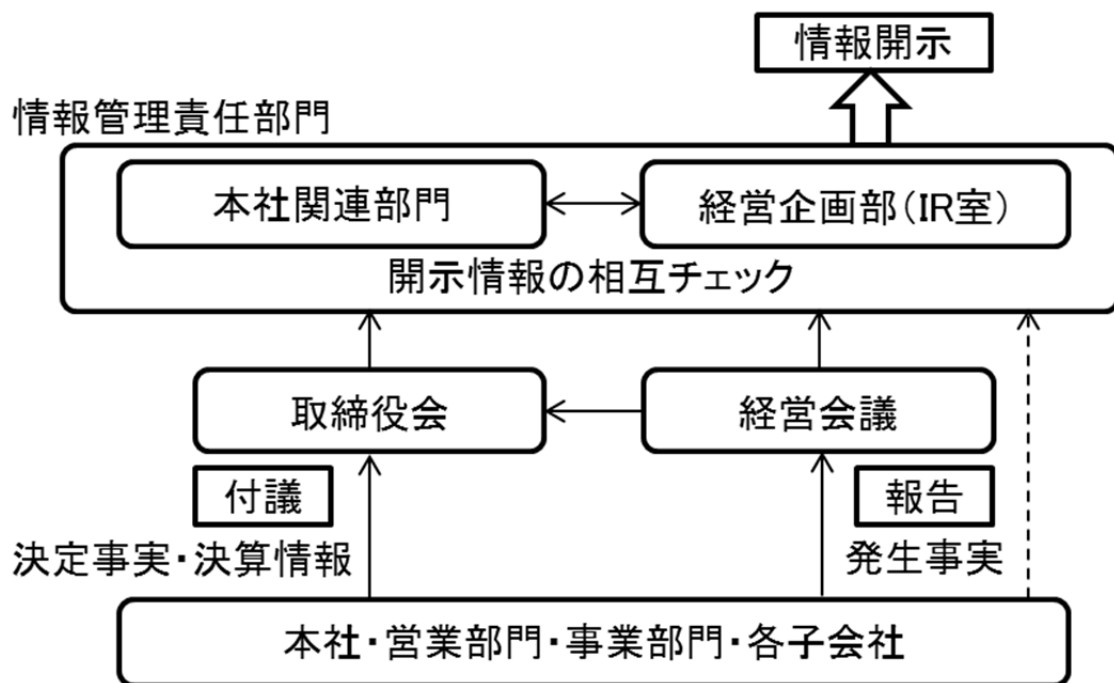 情報開示
情報管理責任部門
本社関連部門
経営企画部(IR室)
開示情報の相互チェック
取締役会
経営会議
付議
報告
決定事実・決算情報
発生事実
本社・営業部門・事業部門・各子会社